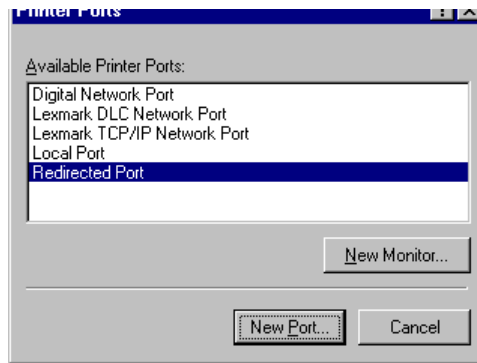 Printer Ports
Available Printer Ports:
Digital Network Port
Lexmark DLC Network Port
Lexmark TCP/IP Network Port
Local Port
Redirected Port
New Monitor...
New Port... Cancel